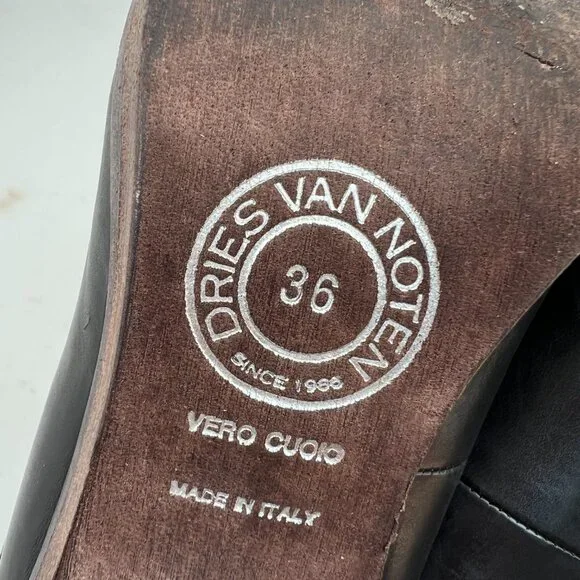 DRIES VAN NOTEN
36
SINCE 1986
VERO CUOIO
MADE IN ITALY